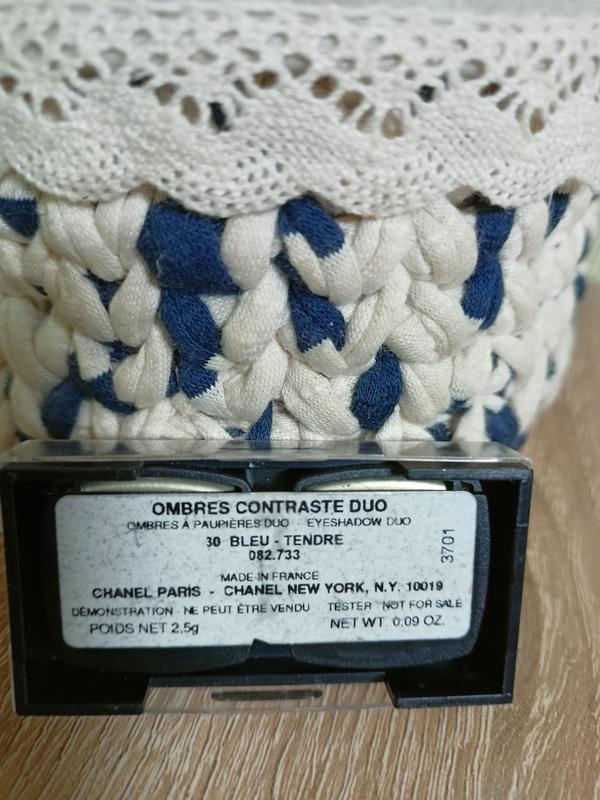 OMBRES CONTRASTE DUO
OMBRES À PAUPIÈRES DUO - EYESHADOW DUO
30 BLEU - TENDRE
082.733
3701
MADE IN FRANCE
CHANEL PARIS - CHANEL NEW YORK, N.Y. 10019
DÉMONSTRATION - NE PEUT ÊTRE VENDU TESTER - NOT FOR SALE
POIDS NET 2,5g NET WT. 0.09 OZ.